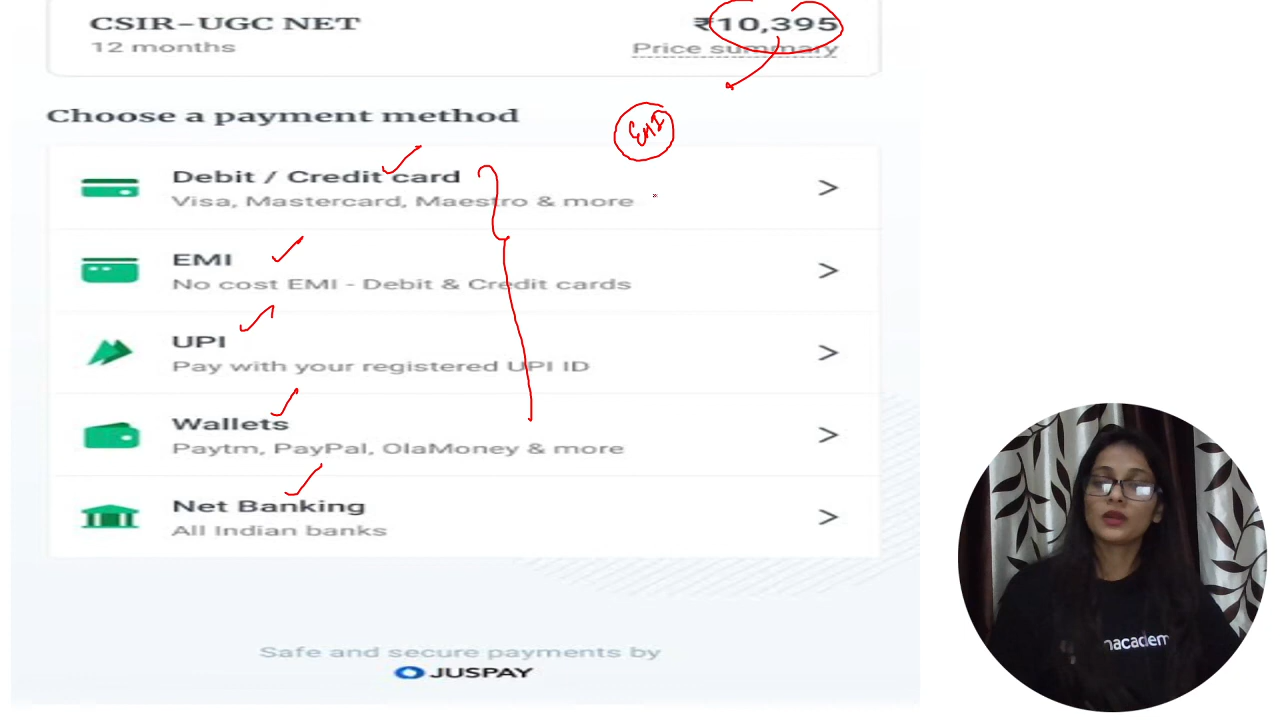 CSIR-UGC NET
₹10,395
12 months
Price summary
Choose a payment method
EMI
Debit / Credit card
Visa, Mastercard, Maestro & more
EMI
No cost EMI - Debit & Credit cards
UPI
Pay with your registered UPI ID
Wallets
Paytm, PayPal, OlaMoney & more
Net Banking
All Indian banks
Safe and secure payments by
JUSPAY
nacadem